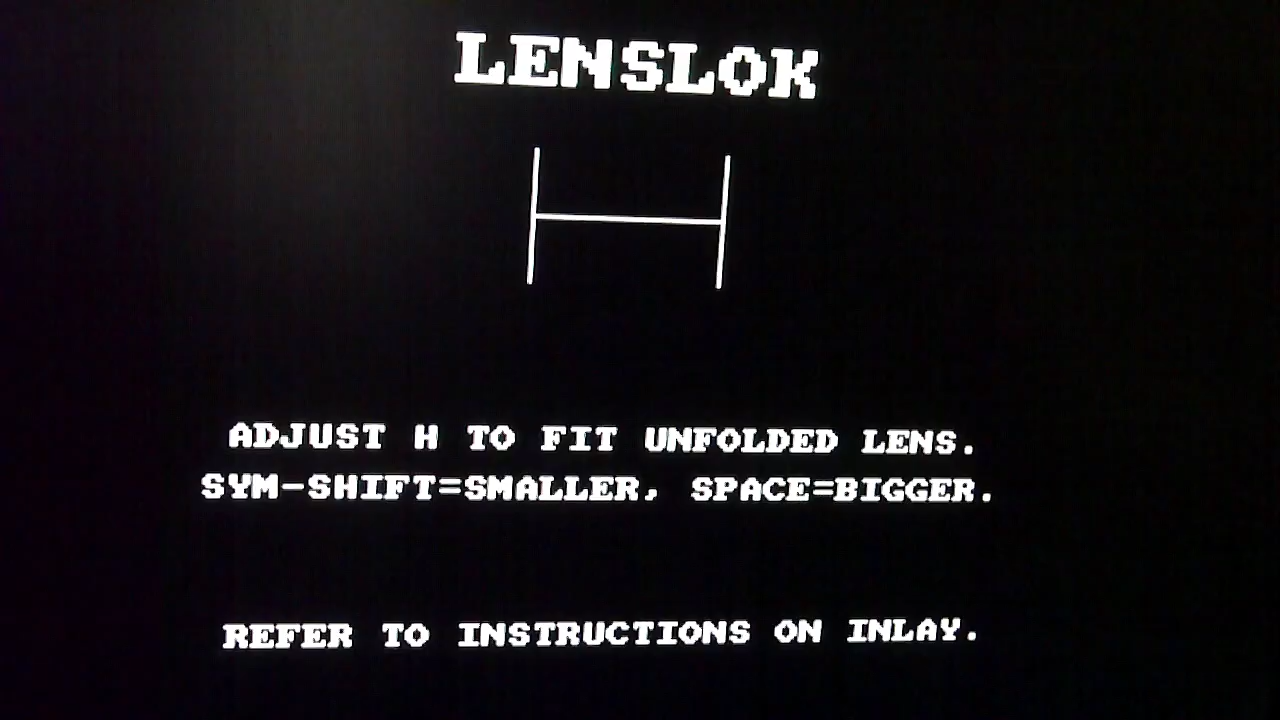 LENSLOK
ADJUST H TO FIT UNFOLDED LENS.
SYM-SHIFT=SMALLER, SPACE=BIGGER.
REFER TO INSTRUCTIONS ON INLAY.